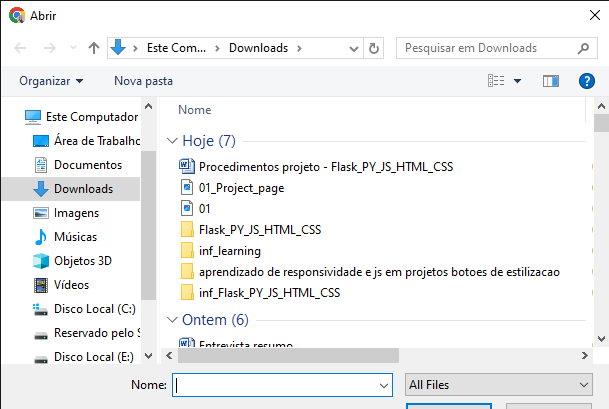 Abrir
Este Com... Downloads
Pesquisar em Downloads
Organizar
Nova pasta
?
Este Computador
Área de Trabalho
Documentos
Downloads
Imagens
Músicas
Objetos 3D
Vídeos
Disco Local (C:)
Reservado pelo S
Disco Local (E:)
Nome
Hoje (7)
Procedimentos projeto - Flask_PY_JS_HTML_CSS
01_Project_page
01
Flask_PY_JS_HTML_CSS
inf_learning
aprendizado de responsividade e js em projetos botoes de estilizacao
inf_Flask_PY_JS_HTML_CSS
Ontem (6)
Entrevista resumo
Nome:
All Files